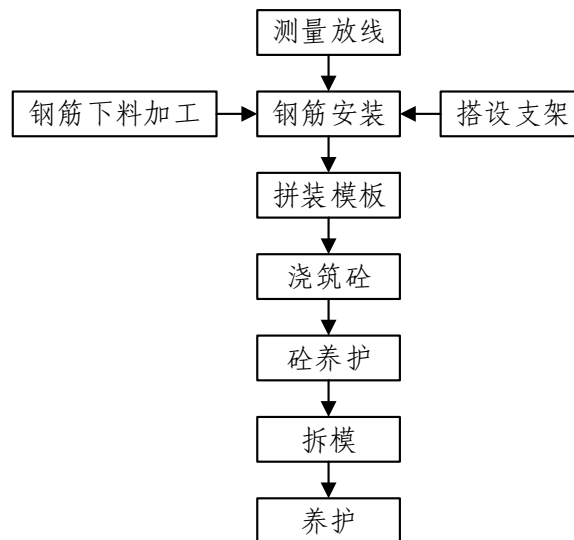 测量放线
钢筋下料加工
钢筋安装
搭设支架
拼装模板
浇筑砼
砼养护
拆模
养护